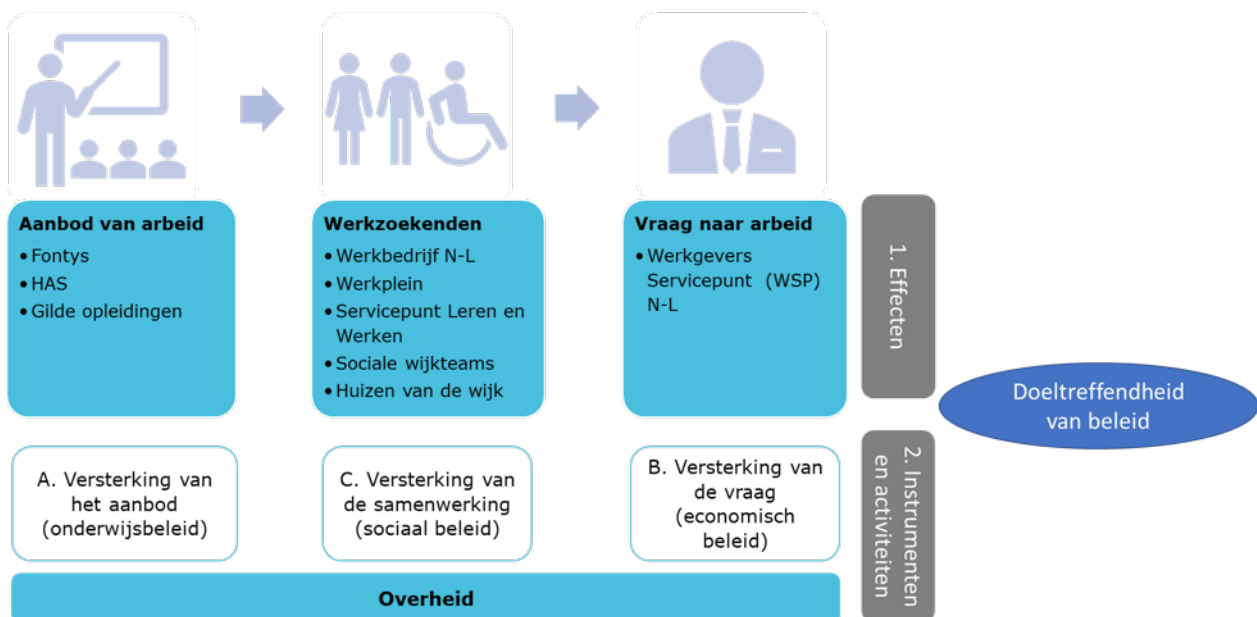 Aanbod van arbeid
• Fontys
• HAS
• Gilde opleidingen
Werkzoekenden
• Werkbedrijf N-L
• Werkplein
• Servicepunt Leren en
Werken
• Sociale wijkteams
• Huizen van de wijk
Vraag naar arbeid
• Werkgevers
Servicepunt (WSP)
N-L
1. Effecten
Doeltreffendheid
van beleid
A. Versterking van
het aanbod
(onderwijsbeleid)
C. Versterking van
de samenwerking
(sociaal beleid)
B. Versterking van
de vraag
(economisch
beleid)
2. Instrumenten
en activiteiten
Overheid